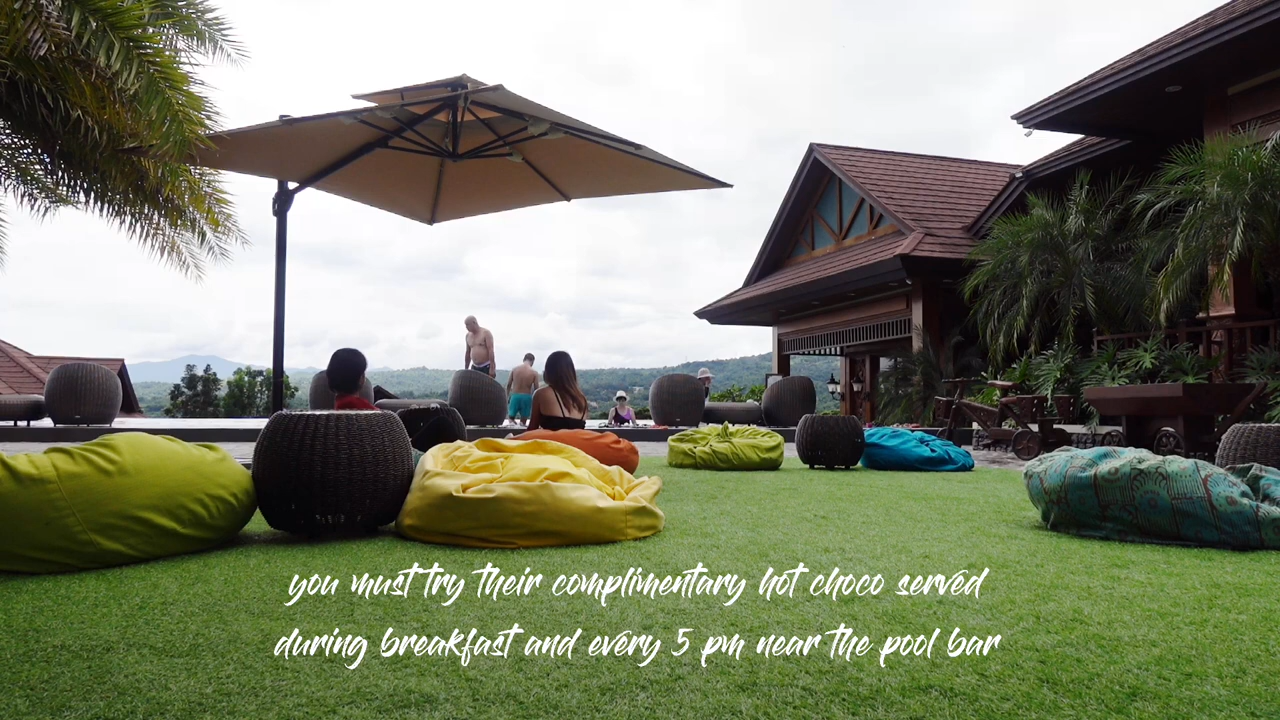 you must try their complimentary hot choco served
during breakfast and every 5 pm near the pool bar